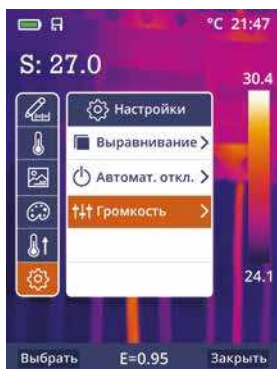 °C 21:47
S: 27.0
30.4
Настройки
Выравнивание
Автомат. откл.
Громкость
24.1
Выбрать E=0.95 Закрыть